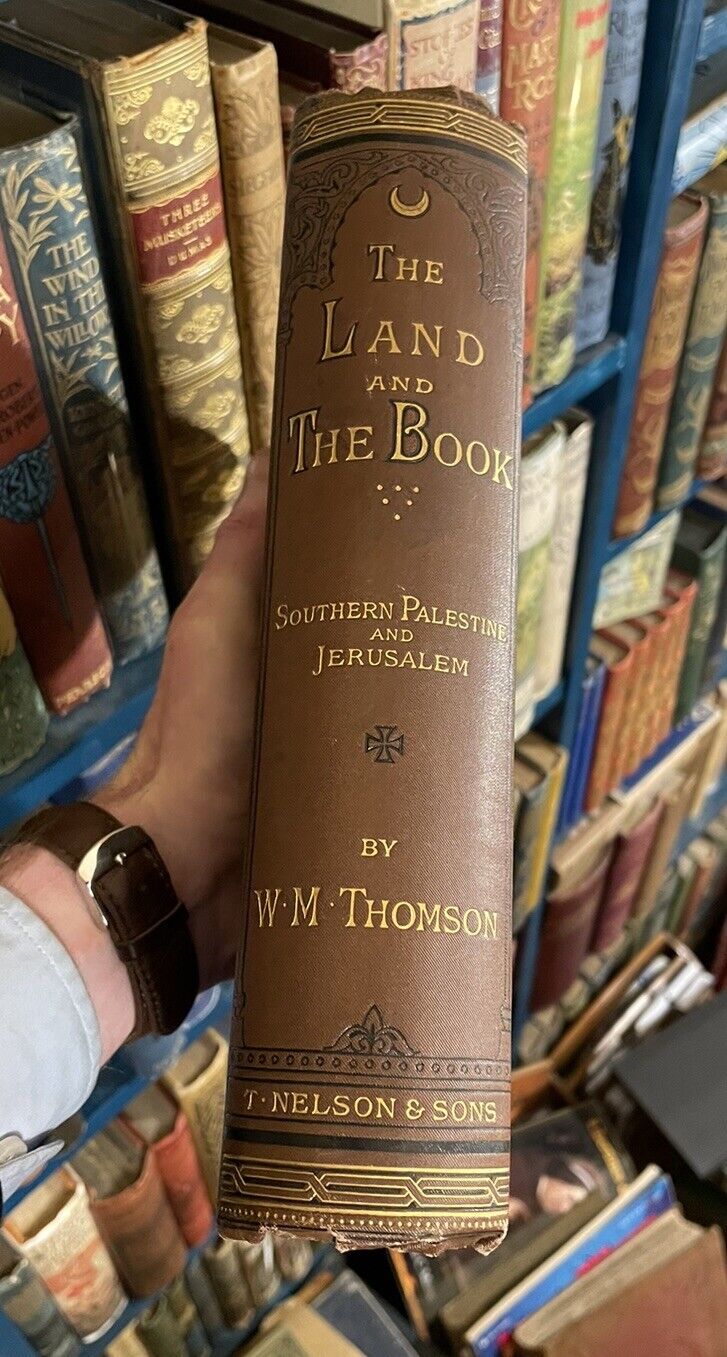 THE
LAND
AND
THE BOOK
SOUTHERN PALESTINE
AND
JERUSALEM
BY
W·M·THOMSON
T·NELSON & SONS
THE
WIND
IN THE
THREE
MUSKETEERS
DUMAS